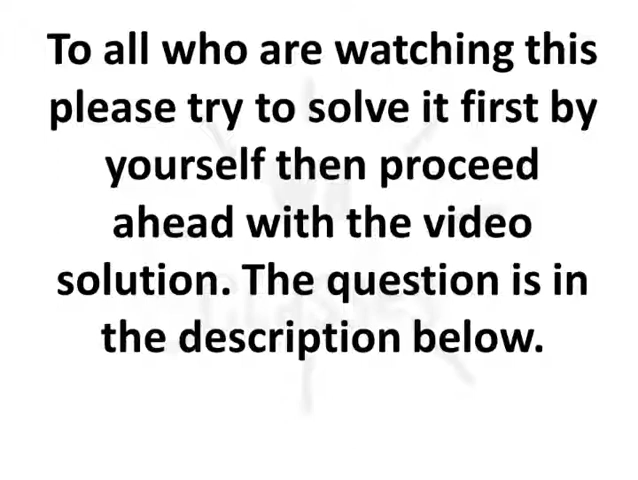 To all who are watching this
please try to solve it first by
yourself then proceed
ahead with the video
solution. The question is in
the description below.